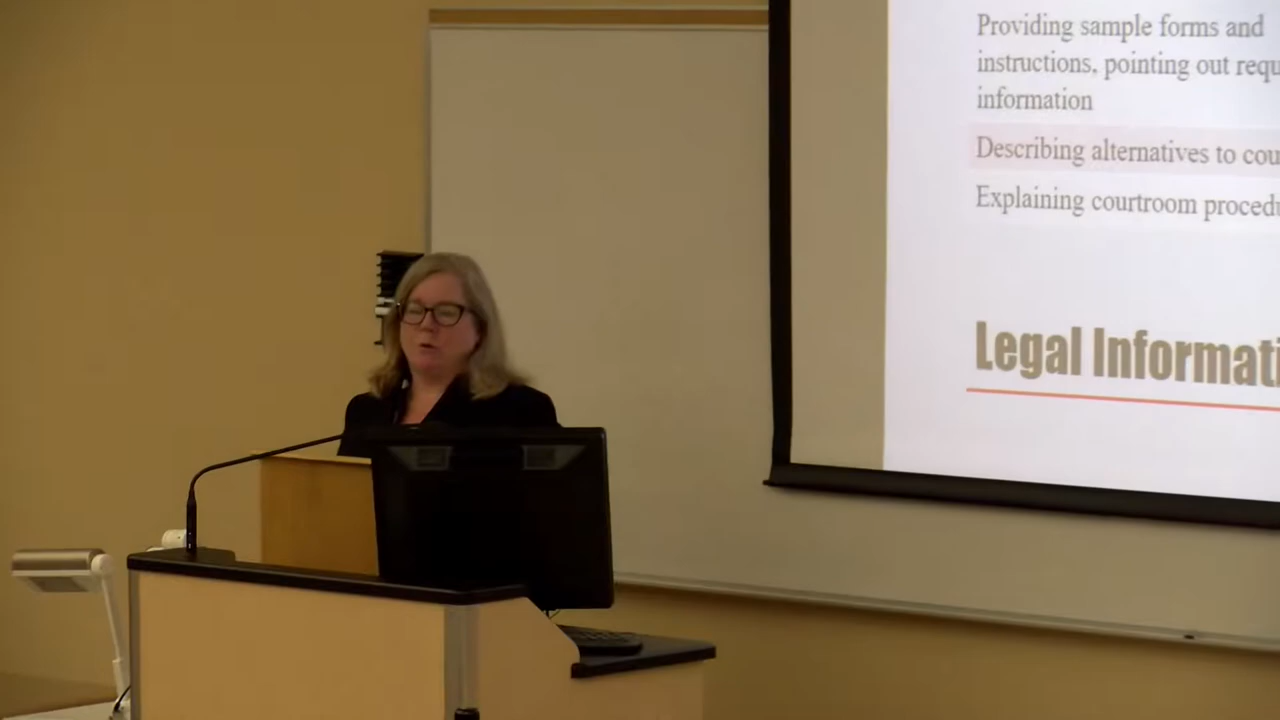 Providing sample forms and
instructions, pointing out requ
information
Describing alternatives to cou
Explaining courtroom procedu
Legal Informati